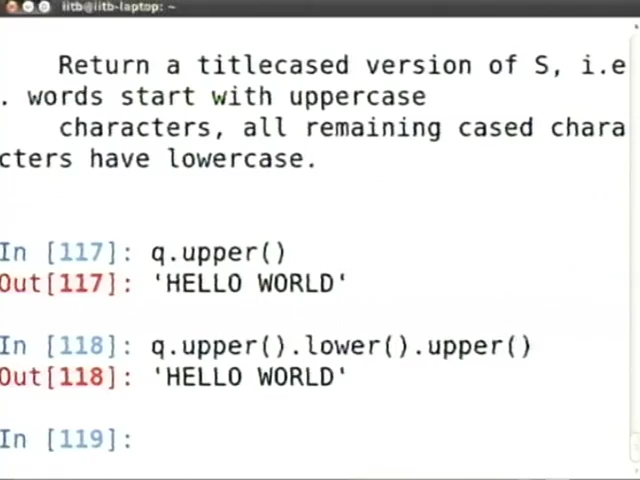 iitb@iitb-laptop: ~
Return a titlecased version of S, i.e
. words start with uppercase
characters, all remaining cased chara
cters have lowercase.
In [117]: q.upper()
Out[117]: 'HELLO WORLD'
In [118]: q.upper().lower().upper()
Out[118]: 'HELLO WORLD'
In [119]: